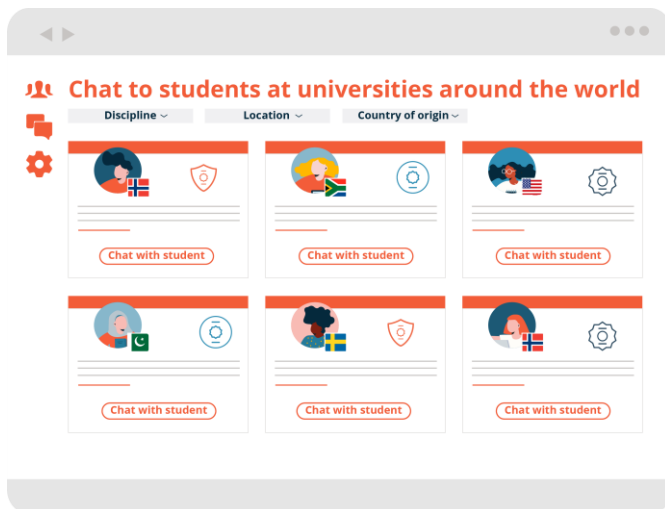 Chat to students at universities around the world
Discipline Location Country of origin
Chat with student Chat with student Chat with student
Chat with student Chat with student Chat with student